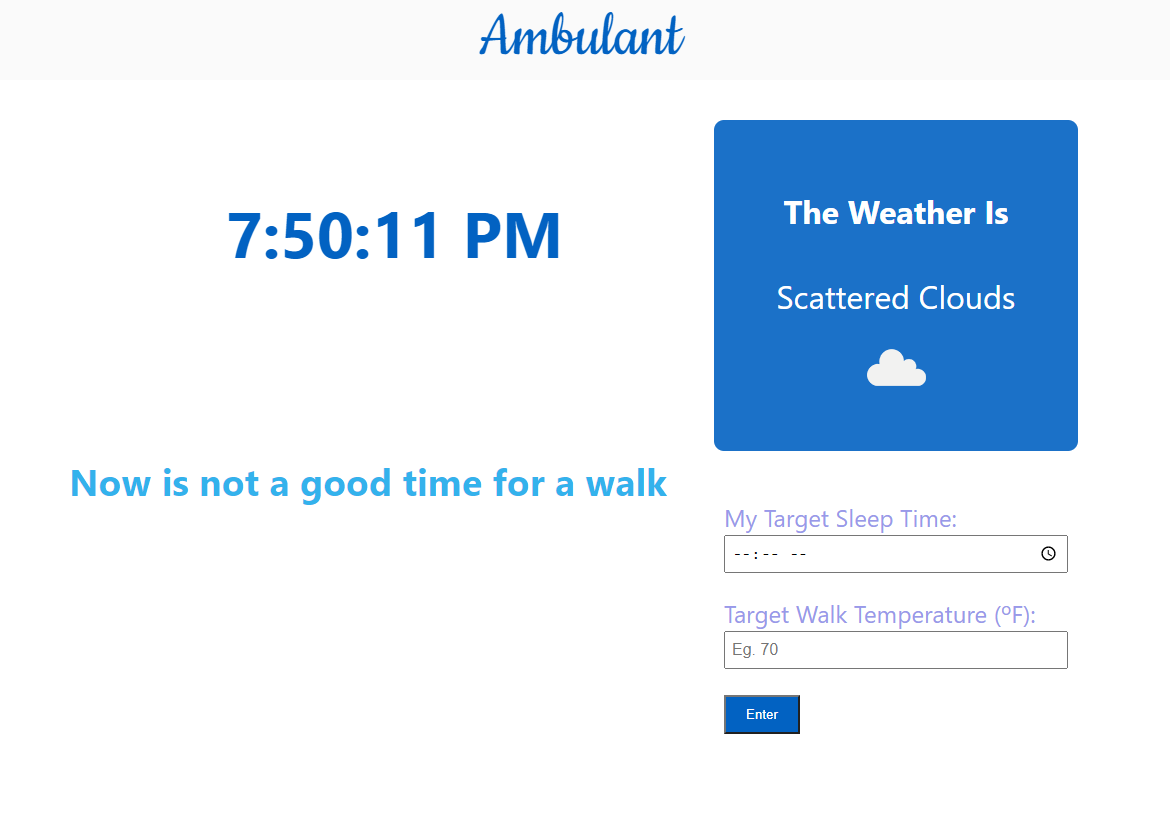 Ambulant
7:50:11 PM
The Weather Is
Scattered Clouds
Now is not a good time for a walk
My Target Sleep Time:
--:-- --
Target Walk Temperature (ºF):
Eg. 70
Enter